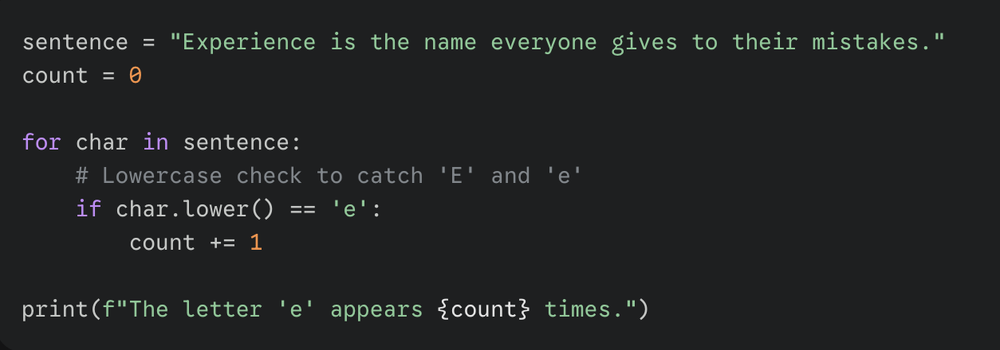 sentence = "Experience is the name everyone gives to their mistakes."
count = 0

for char in sentence:
    # Lowercase check to catch 'E' and 'e'
    if char.lower() == 'e':
        count += 1

print(f"The letter 'e' appears {count} times.")